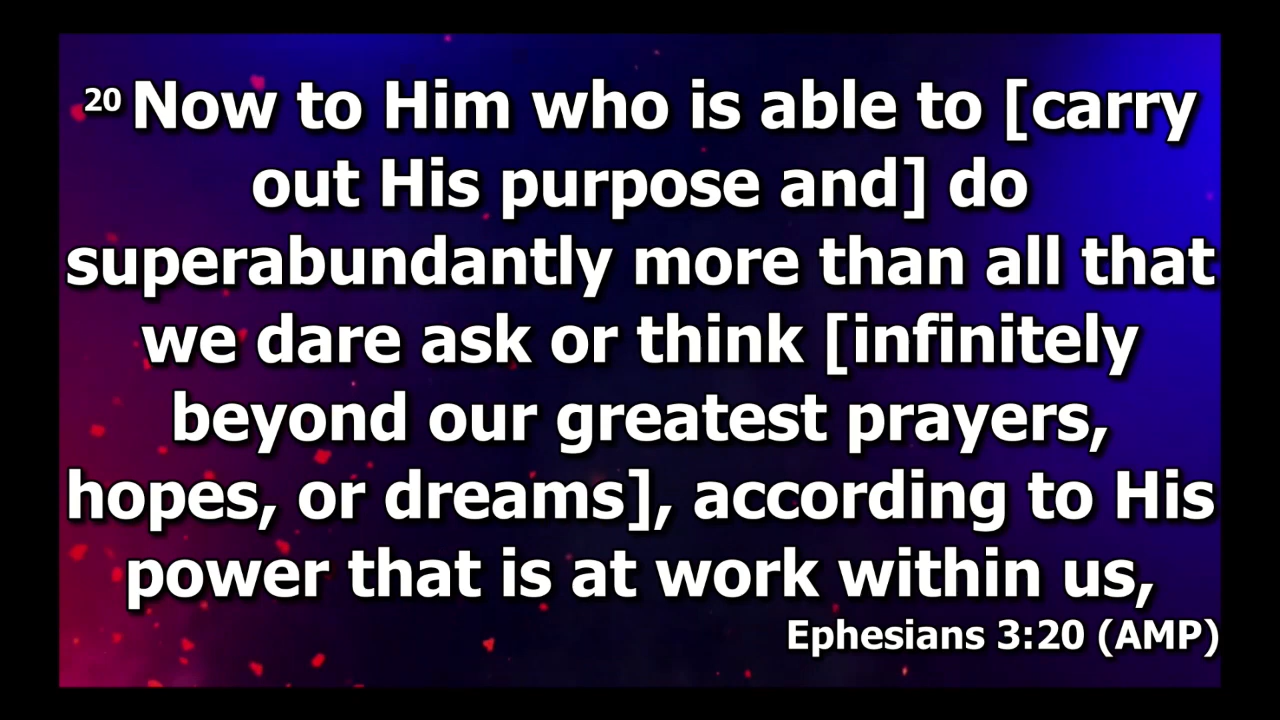 20 Now to Him who is able to [carry
out His purpose and] do
superabundantly more than all that
we dare ask or think [infinitely
beyond our greatest prayers,
hopes, or dreams], according to His
power that is at work within us,
Ephesians 3:20 (AMP)